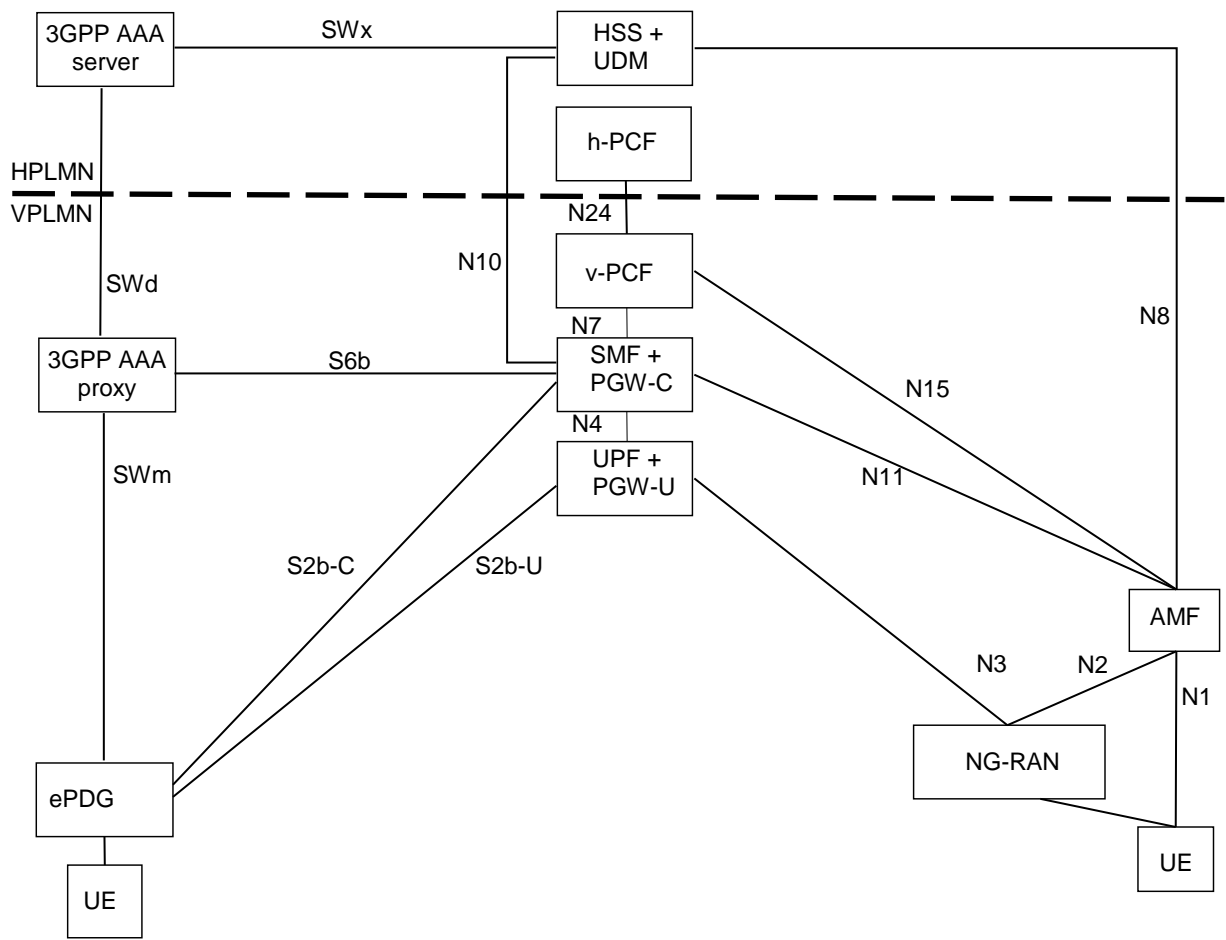 3GPP AAA
server
SWx
HSS +
UDM
h-PCF
HPLMN
VPLMN
N24
N10
v-PCF
SWd
N8
N7
3GPP AAA
proxy
S6b
SMF +
PGW-C
N15
N4
SWm
UPF +
PGW-U
N11
S2b-C
S2b-U
AMF
N3
N2
N1
NG-RAN
ePDG
UE
UE